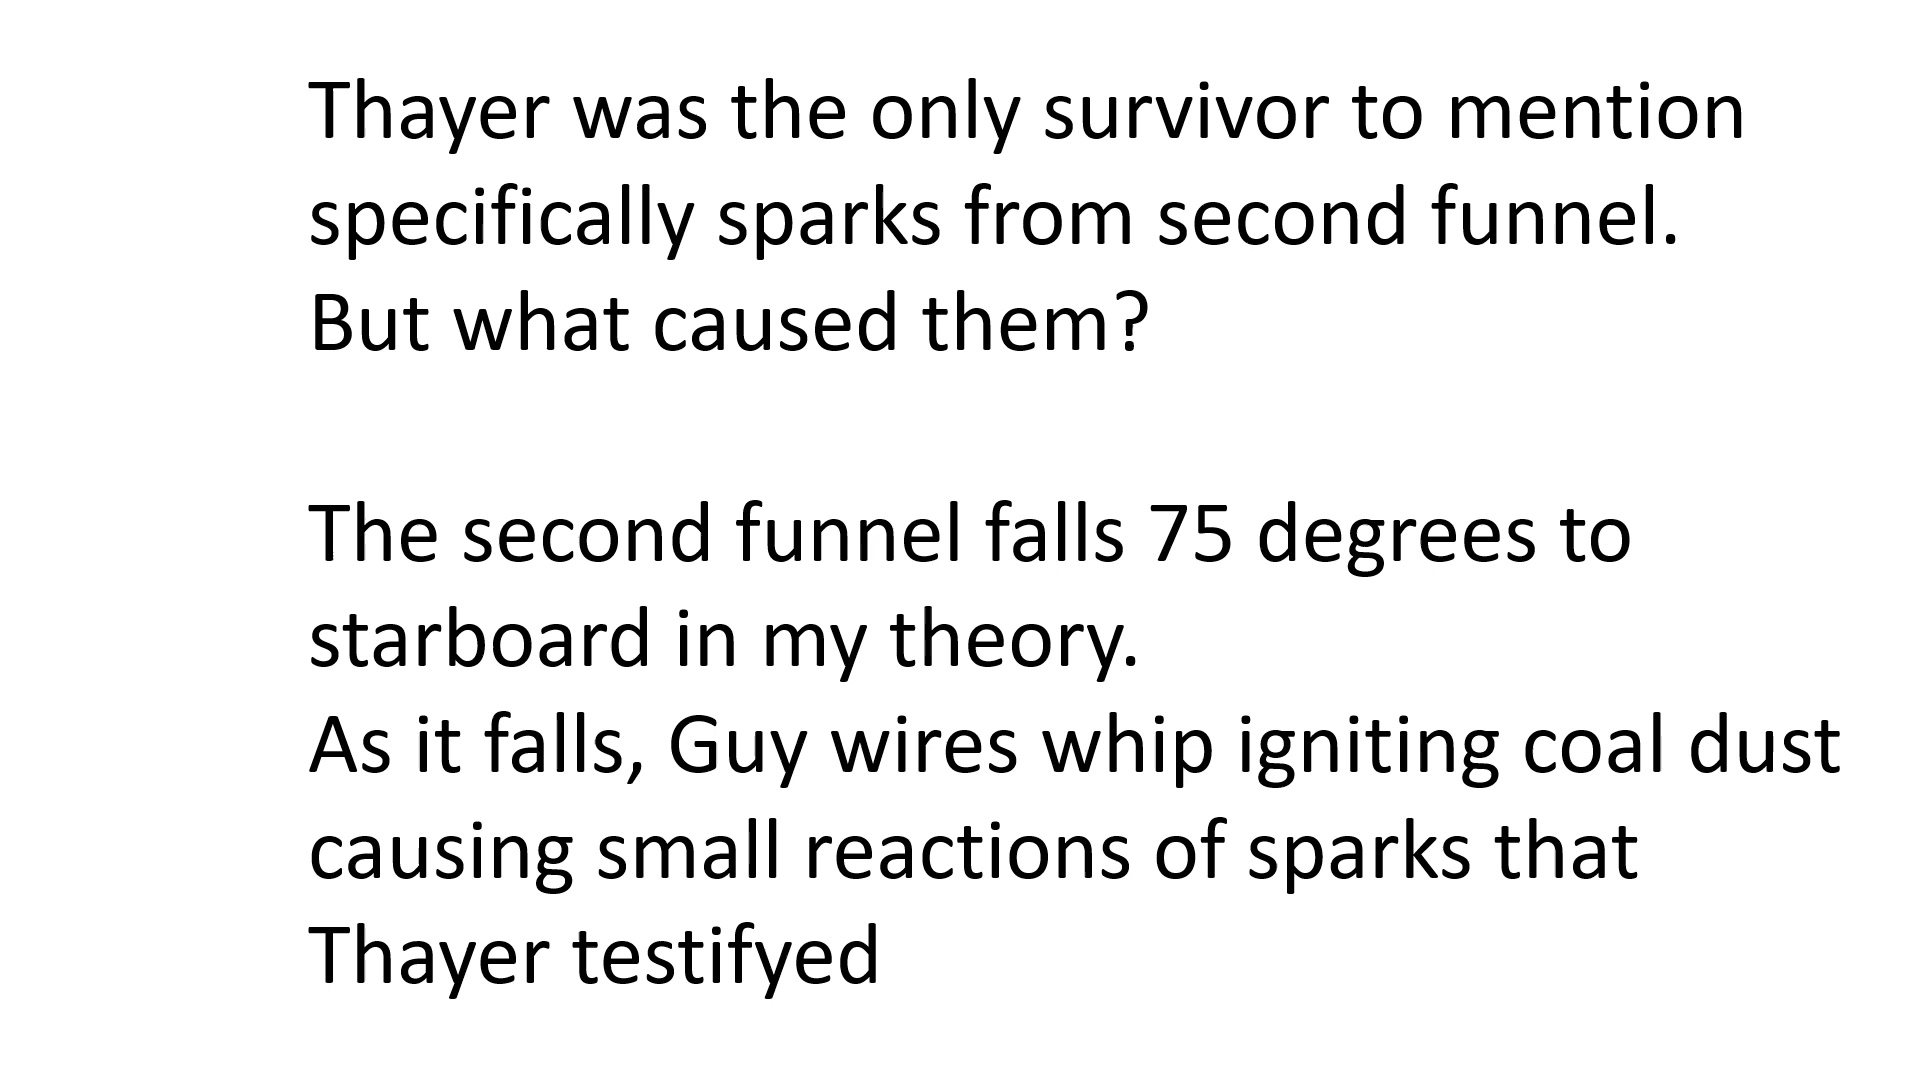 Thayer was the only survivor to mention
specifically sparks from second funnel.
But what caused them?
The second funnel falls 75 degrees to
starboard in my theory.
As it falls, Guy wires whip igniting coal dust
causing small reactions of sparks that
Thayer testifyed